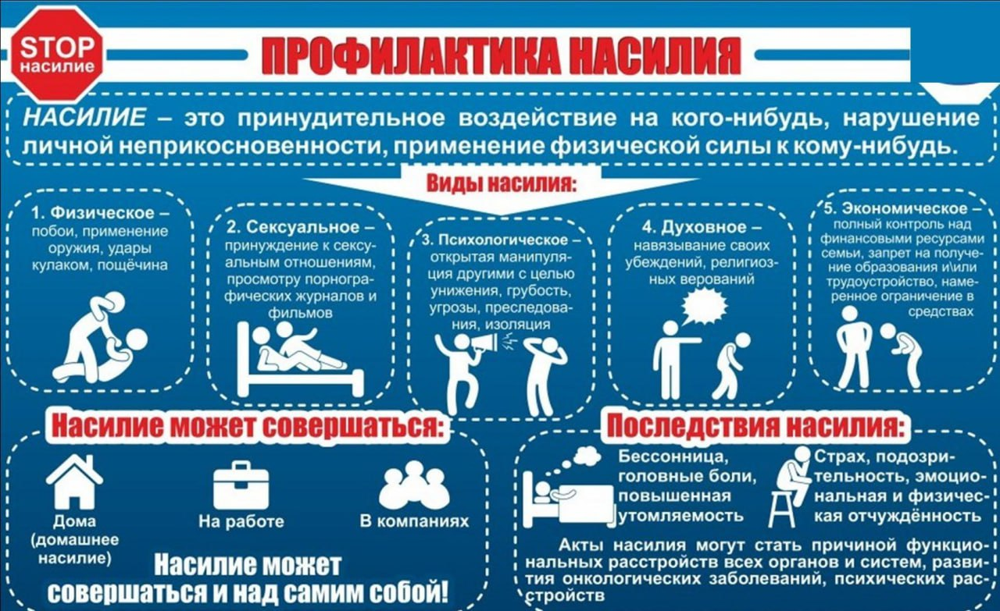 STOP
насилие
ПРОФИЛАКТИКА НАСИЛИЯ
НАСИЛИЕ – это принудительное воздействие на кого-нибудь, нарушение
личной неприкосновенности, применение физической силы к кому-нибудь.
Виды насилия:
1. Физическое –
побои, применение
оружия, удары
кулаком, пощёчина
2. Сексуальное –
принуждение к сексу-
альным отношениям,
просмотру порногра-
фических журналов и
фильмов
3. Психологическое –
открытая манипуля-
ция другими с целью
унижения, грубость,
угрозы, преследова-
ния, изоляция
4. Духовное –
навязывание своих
убеждений, религиоз-
ных верований
5. Экономическое –
полный контроль над
финансовыми ресурсами
семьи, запрет на получе-
ние образования и\или
трудоустройство, наме-
ренное ограничение в
средствах
Насилие может совершаться:
Дома
(домашнее
насилие)
На работе
В компаниях
Насилие может
совершаться и над самим собой!
Последствия насилия:
Бессонница,
головные боли,
повышенная
утомляемость
Страх, подозри-
тельность, эмоцио-
нальная и физичес-
кая отчуждённость
Акты насилия могут стать причиной функцио-
нальных расстройств всех органов и систем, разви-
тия онкологических заболеваний, психических рас-
стройств